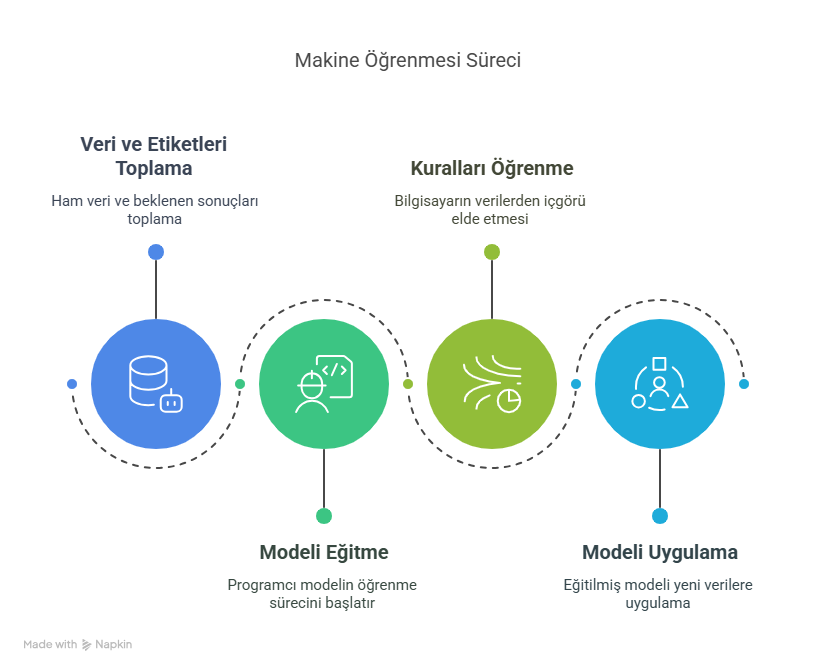 Makine Öğrenmesi Süreci
Veri ve Etiketleri
Toplama
Ham veri ve beklenen sonuçları
toplama
Kuralları Öğrenme
Bilgisayarın verilerden içgörü
elde etmesi
Modeli Eğitme
Programcı modelin öğrenme
sürecini başlatır
Modeli Uygulama
Eğitilmiş modeli yeni verilere
uygulama
Made with Napkin